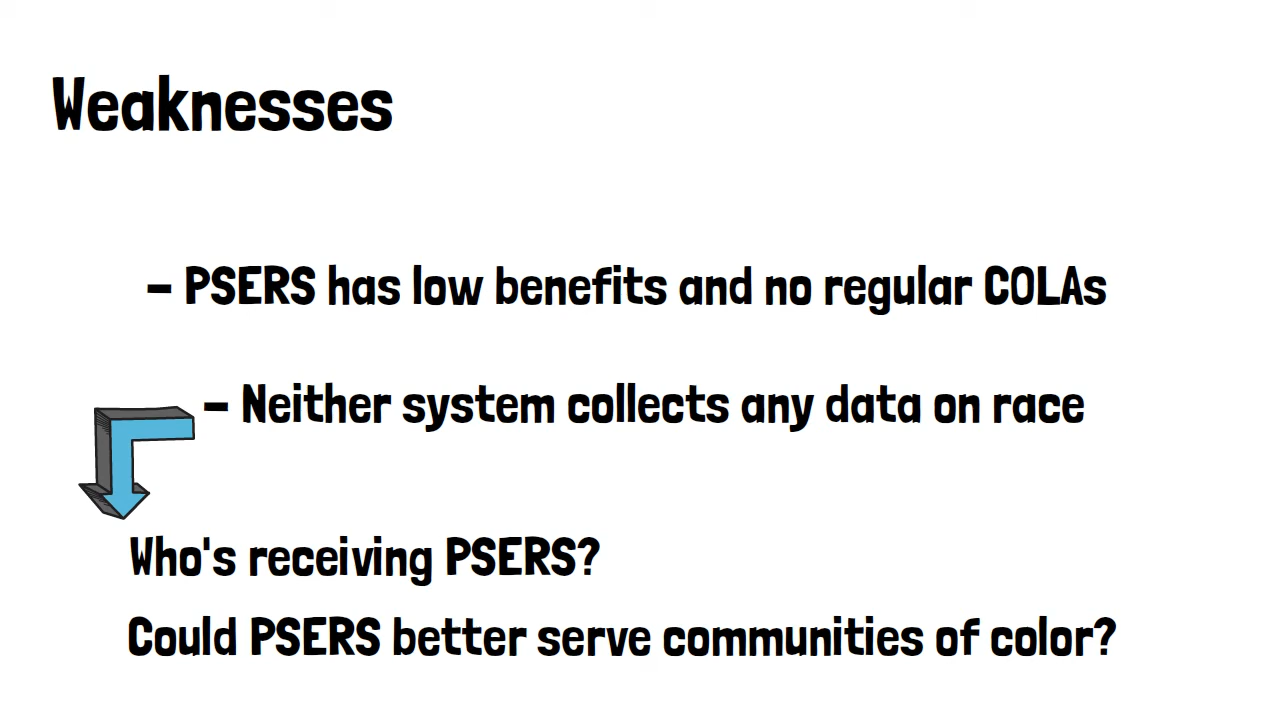 Weaknesses
- PSERS has low benefits and no regular COLAs
- Neither system collects any data on race
Who's receiving PSERS?
Could PSERS better serve communities of color?